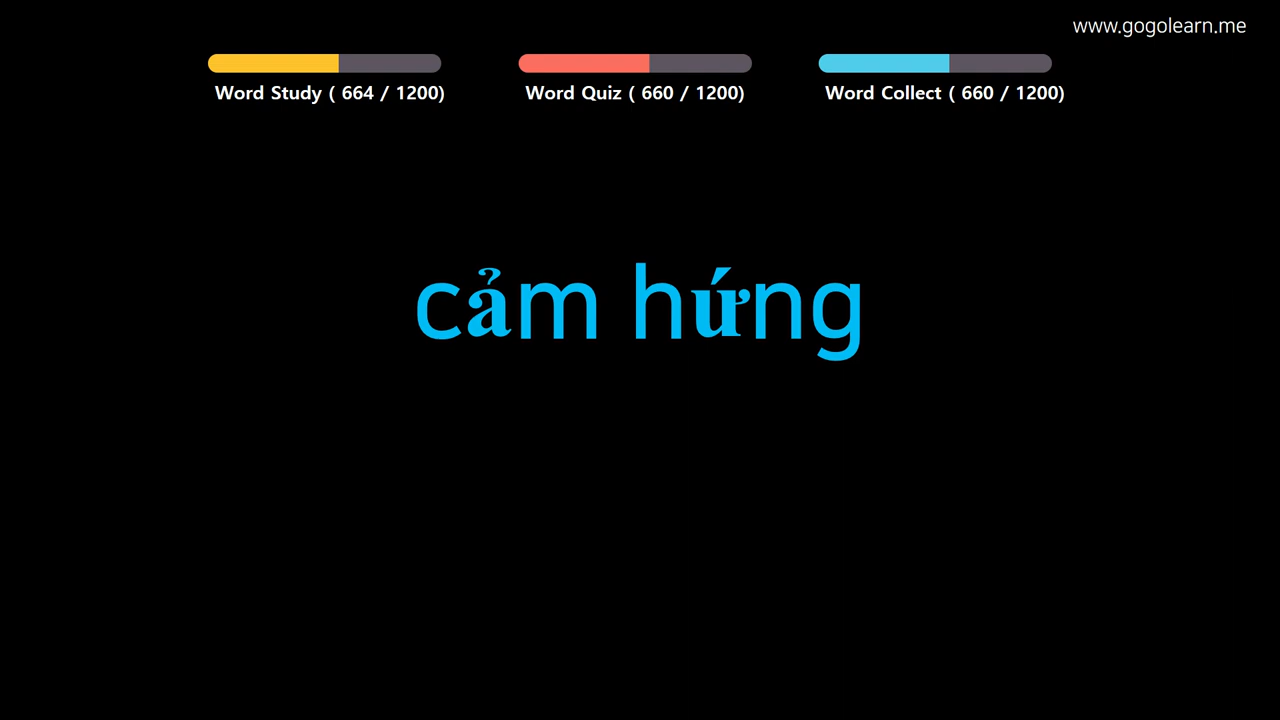 www.gogolearn.me
Word Study ( 664 / 1200)
Word Quiz ( 660 / 1200)
Word Collect ( 660 / 1200)
cảm hứng